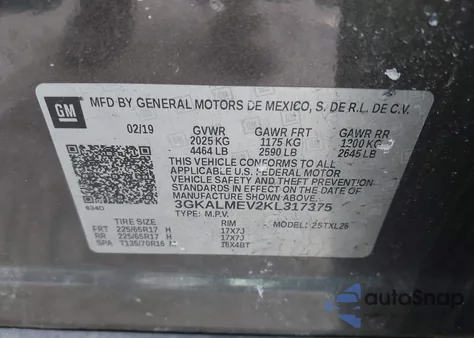 GM
MFD BY GENERAL MOTORS DE MEXICO, S. DE R.L. DE C.V.
02/19 GVWR GAWR FRT GAWR RR
2025 KG 1175 KG 1200 KG
4464 LB 2590 LB 2645 LB
THIS VEHICLE CONFORMS TO ALL
APPLICABLE U.S. FEDERAL MOTOR
VEHICLE SAFETY AND THEFT PREVENTION
STANDARDS IN EFFECT ON THE DATE OF
MANUFACTURE SHOWN ABOVE.
3GKALMEV2KL317375
TYPE: M.P.V. MODEL:
TIRE SIZE RIM
FRT 225/65R17 H 17X7J
RR 225/65R17 H 17X7J
SPA T135/70R16 16X4BT
autoSnap